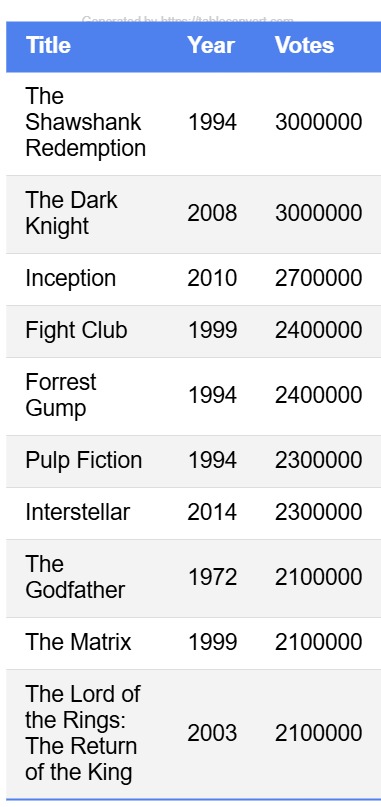 Generated by https://tableconvert.com
Title Year Votes
The
Shawshank 1994 3000000
Redemption
The Dark
Knight 2008 3000000
Inception 2010 2700000
Fight Club 1999 2400000
Forrest
Gump 1994 2400000
Pulp Fiction 1994 2300000
Interstellar 2014 2300000
The
Godfather 1972 2100000
The Matrix 1999 2100000
The Lord of
the Rings:
The Return 2003 2100000
of the King